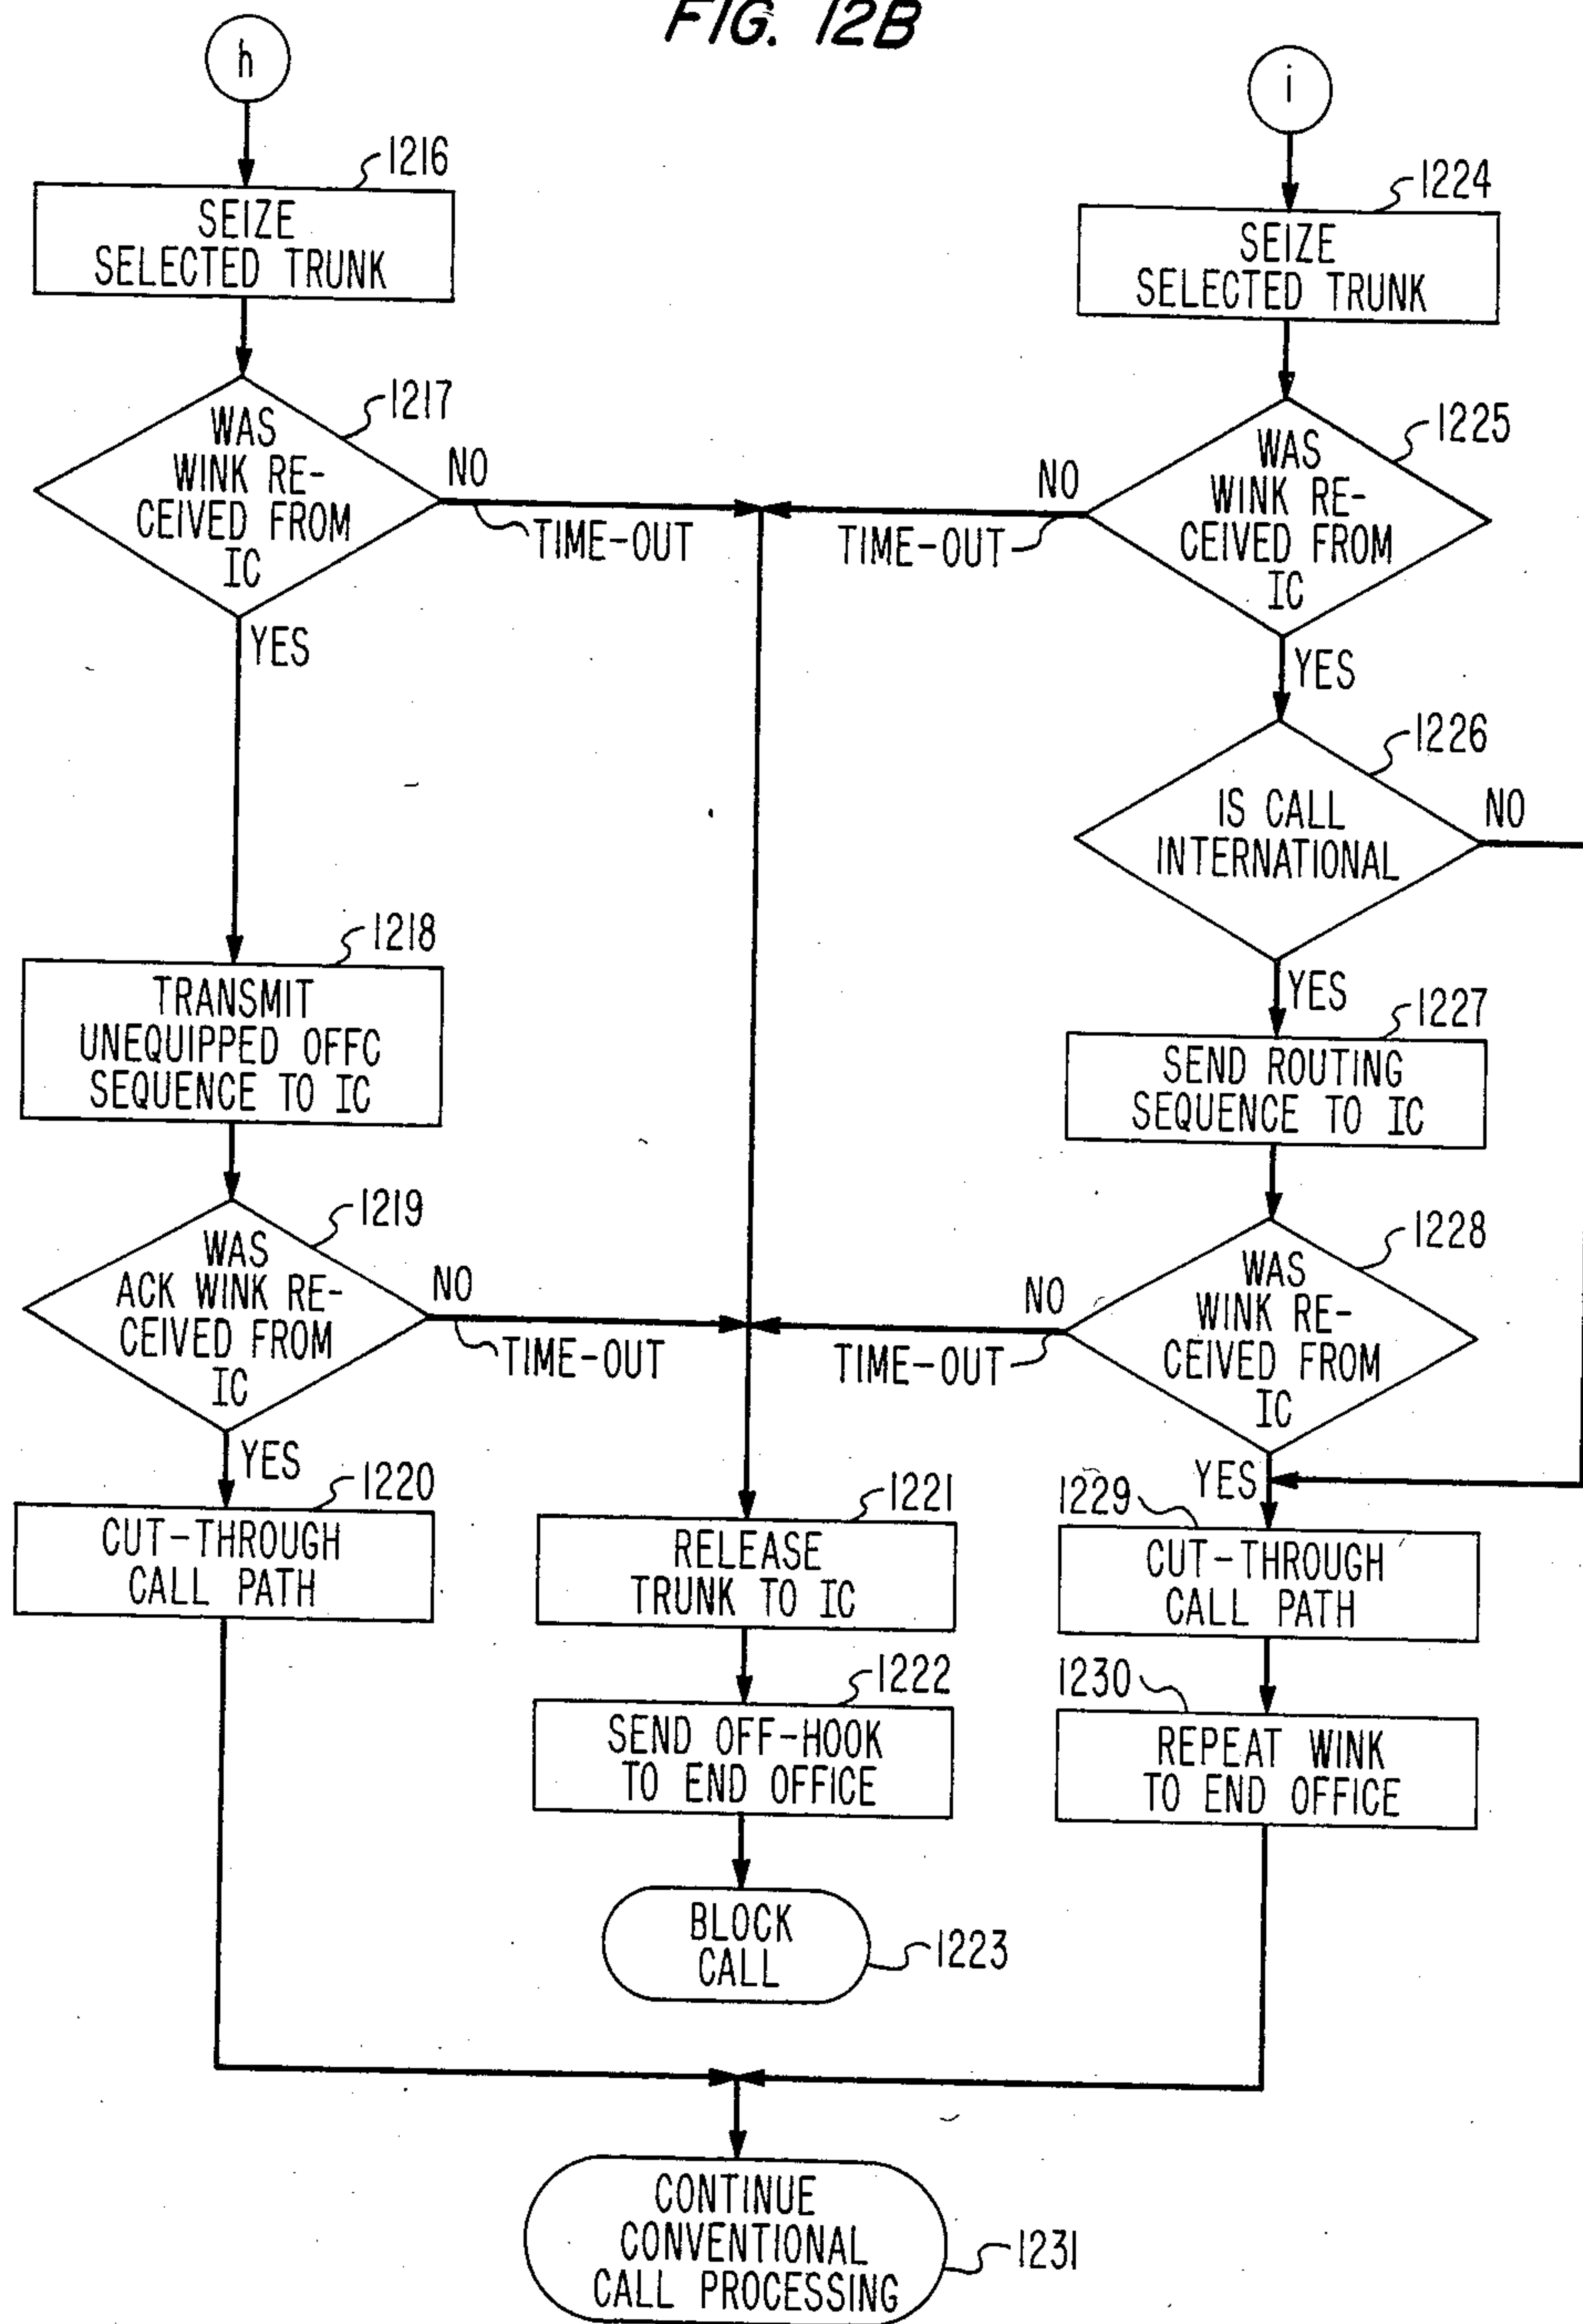 FIG. 12B
h
1216
SEIZE
SELECTED TRUNK
1217
WAS
WINK RE-
CEIVED FROM
IC
NO
TIME-OUT
YES
1218
TRANSMIT
UNEQUIPPED OFFC
SEQUENCE TO IC
1219
WAS
ACK WINK RE-
CEIVED FROM
IC
NO
TIME-OUT
YES
1220
CUT-THROUGH
CALL PATH
1221
RELEASE
TRUNK TO IC
1222
SEND OFF-HOOK
TO END OFFICE
BLOCK
CALL
1223
i
1224
SEIZE
SELECTED TRUNK
1225
WAS
WINK RE-
CEIVED FROM
IC
NO
TIME-OUT
YES
1226
IS CALL
INTERNATIONAL
NO
YES
1227
SEND ROUTING
SEQUENCE TO IC
1228
WAS
WINK RE-
CEIVED FROM
IC
NO
TIME-OUT
YES
1229
CUT-THROUGH
CALL PATH
1230
REPEAT WINK
TO END OFFICE
CONTINUE
CONVENTIONAL
CALL PROCESSING
1231